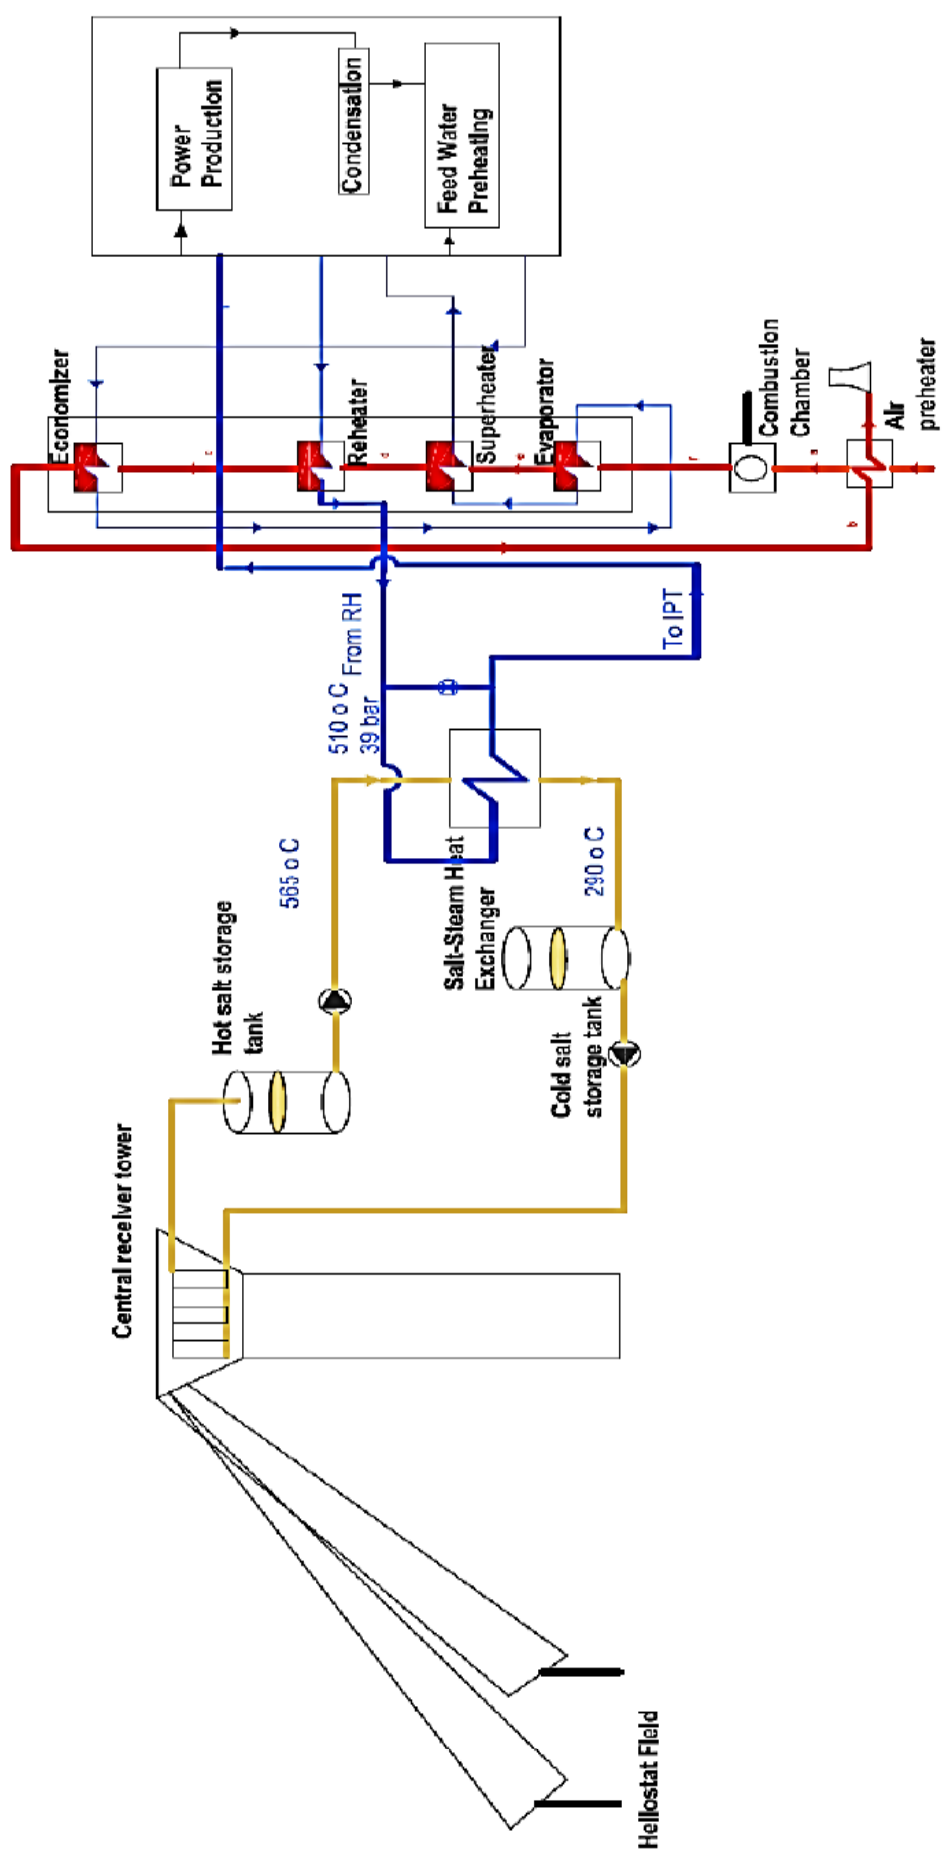 Power
Production
Condensation
Feed Water
Preheating
Economizer
Reheater
Superheater
Evaporator
Combustion
Chamber
Air
preheater
c
d
e
f
a
b
510 o C
From RH
39 bar
To IPT
565 o C
290 o C
Salt-Steam Heat
Exchanger
Hot salt storage
tank
Cold salt
storage tank
Central receiver tower
Heliostat Field